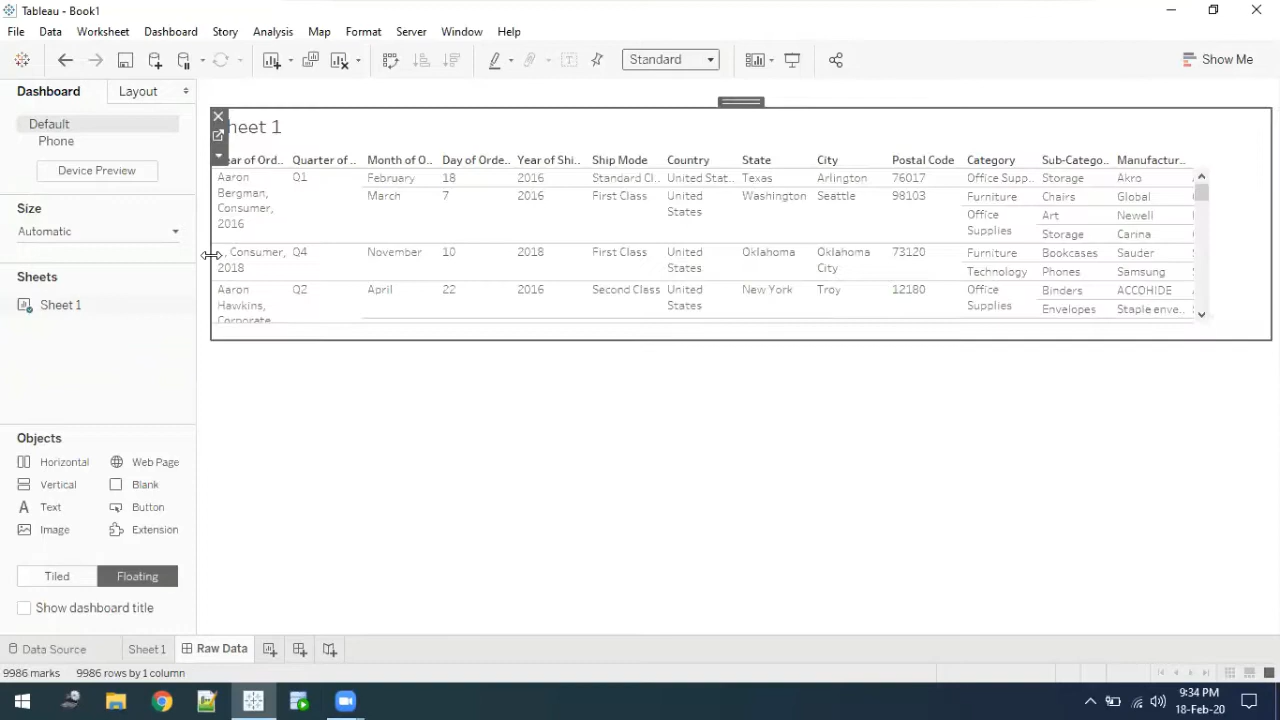 Tableau - Book1
File Data Worksheet Dashboard Story Analysis Map Format Server Window Help
Standard
Show Me
Dashboard Layout
Default
Phone
Device Preview
Size
Automatic
Sheets
Sheet 1
Objects
Horizontal Web Page
Vertical Blank
Text Button
Image Extension
Tiled Floating
Show dashboard title
heet 1
ear of Ord.. Quarter of .. Month of O.. Day of Orde.. Year of Shi.. Ship Mode Country State City Postal Code Category Sub-Catego.. Manufactur..
Aaron Q1 February 18 2016 Standard Cl.. United Stat.. Texas Arlington 76017 Office Supp.. Storage Akro
Bergman, March 7 2016 First Class United Washington Seattle 98103 Furniture Chairs Global
Consumer, States Office Art Newell
2016 Supplies Storage Carina
, Consumer, Q4 November 10 2018 First Class United Oklahoma Oklahoma 73120 Furniture Bookcases Sauder
2018 States City Technology Phones Samsung
Aaron Q2 April 22 2016 Second Class United New York Troy 12180 Office Binders ACCOHIDE
Hawkins, States Supplies Envelopes Staple enve..
Corporate
Data Source Sheet 1 Raw Data
9986 marks 9986 rows by 1 column
9:34 PM
18-Feb-20